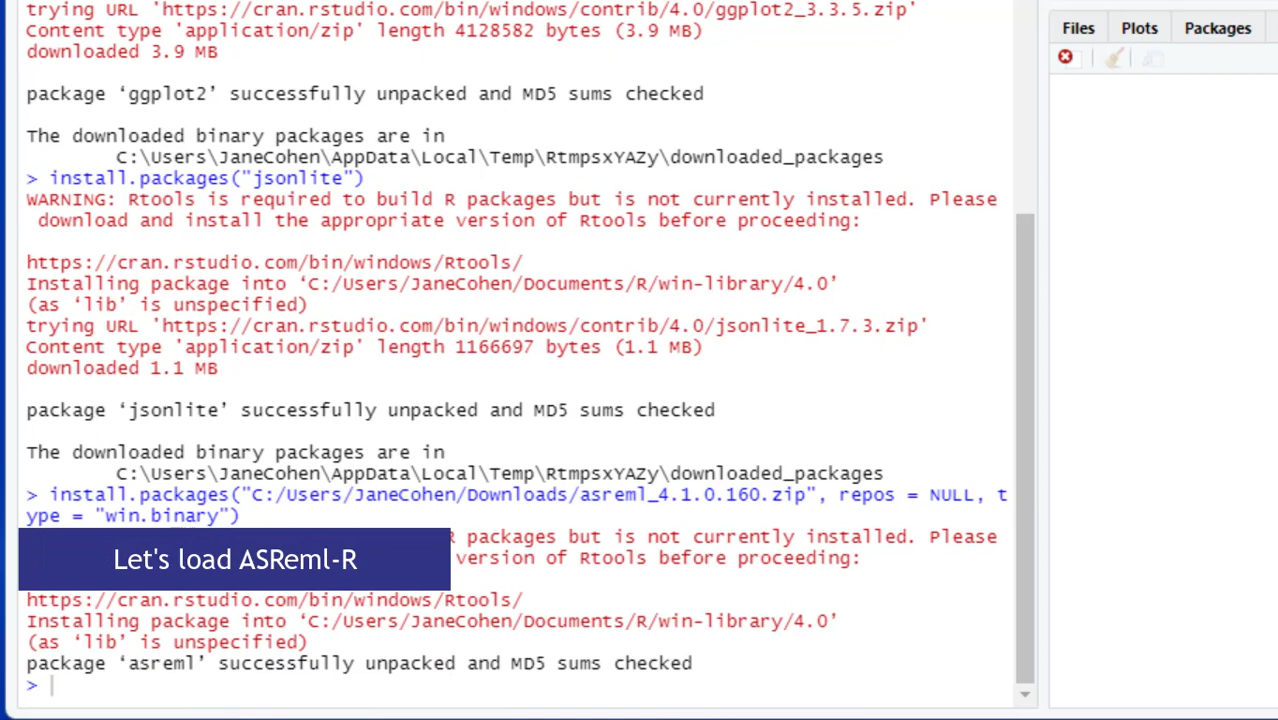 trying URL 'https://cran.rstudio.com/bin/windows/contrib/4.0/ggplot2_3.3.5.zip'
Content type 'application/zip' length 4128582 bytes (3.9 MB)
downloaded 3.9 MB
package ‘ggplot2’ successfully unpacked and MD5 sums checked
The downloaded binary packages are in
C:\Users\JaneCohen\AppData\Local\Temp\RtmpsxYAZy\downloaded_packages
> install.packages("jsonlite")
WARNING: Rtools is required to build R packages but is not currently installed. Please
download and install the appropriate version of Rtools before proceeding:
https://cran.rstudio.com/bin/windows/Rtools/
Installing package into ‘C:/Users/JaneCohen/Documents/R/win-library/4.0’
(as ‘lib’ is unspecified)
trying URL 'https://cran.rstudio.com/bin/windows/contrib/4.0/jsonlite_1.7.3.zip'
Content type 'application/zip' length 1166697 bytes (1.1 MB)
downloaded 1.1 MB
package ‘jsonlite’ successfully unpacked and MD5 sums checked
The downloaded binary packages are in
C:\Users\JaneCohen\AppData\Local\Temp\RtmpsxYAZy\downloaded_packages
> install.packages("C:/Users/JaneCohen/Downloads/asreml_4.1.0.160.zip", repos = NULL, t
ype = "win.binary")
R packages but is not currently installed. Please
Let's load ASReml-R
version of Rtools before proceeding:
https://cran.rstudio.com/bin/windows/Rtools/
Installing package into ‘C:/Users/JaneCohen/Documents/R/win-library/4.0’
(as ‘lib’ is unspecified)
package ‘asreml’ successfully unpacked and MD5 sums checked
>
Files Plots Packages